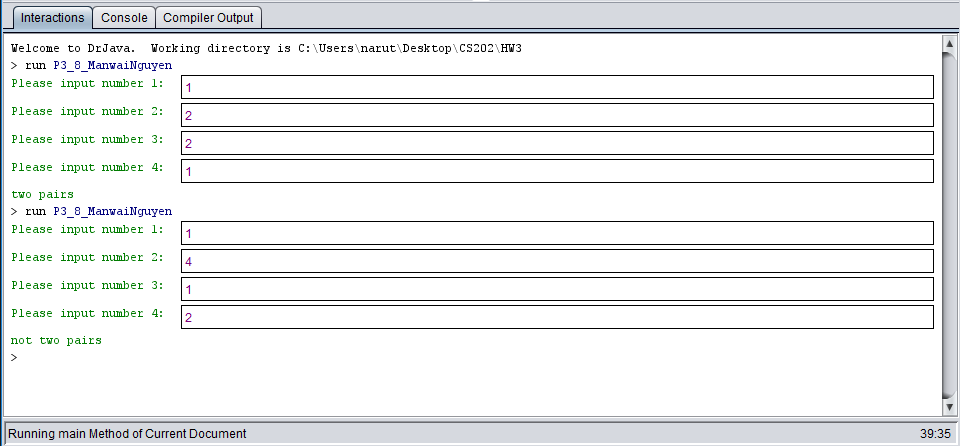 Interactions Console Compiler Output
Welcome to DrJava.  Working directory is C:\Users\narut\Desktop\CS202\HW3
> run P3_8_ManwaiNguyen
Please input number 1: 1
Please input number 2: 2
Please input number 3: 2
Please input number 4: 1
two pairs
> run P3_8_ManwaiNguyen
Please input number 1: 1
Please input number 2: 4
Please input number 3: 1
Please input number 4: 2
not two pairs
>
Running main Method of Current Document 39:35